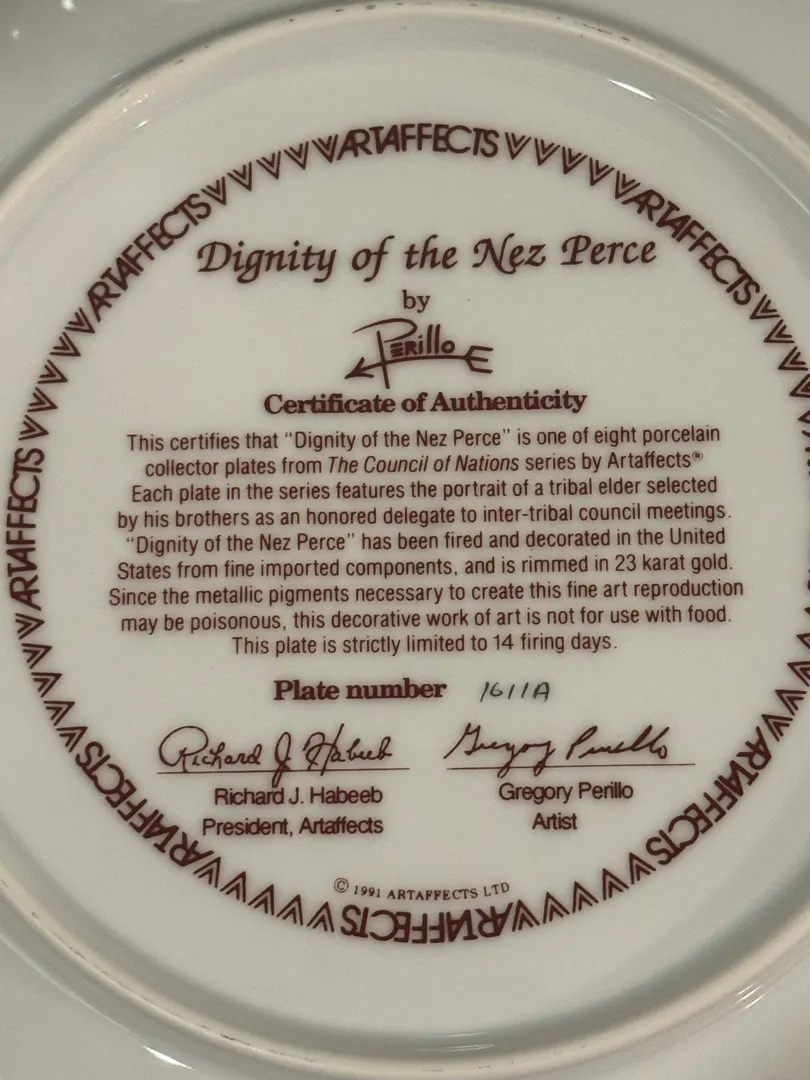 ARTAFFECTS
ARTAFFECTS
ARTAFFECTS
ARTAFFECTS
ARTAFFECTS
ARTAFFECTS
ARTAFFECTS
Dignity of the Nez Perce
by
PERillo
Certificate of Authenticity
This certifies that “Dignity of the Nez Perce” is one of eight porcelain
collector plates from The Council of Nations series by Artaffects®
Each plate in the series features the portrait of a tribal elder selected
by his brothers as an honored delegate to inter-tribal council meetings.
“Dignity of the Nez Perce” has been fired and decorated in the United
States from fine imported components, and is rimmed in 23 karat gold.
Since the metallic pigments necessary to create this fine art reproduction
may be poisonous, this decorative work of art is not for use with food.
This plate is strictly limited to 14 firing days.
Plate number 1611A
Richard J Habeeb Gregory Perillo
Richard J. Habeeb Gregory Perillo
President, Artaffects Artist
© 1991 ARTAFFECTS LTD